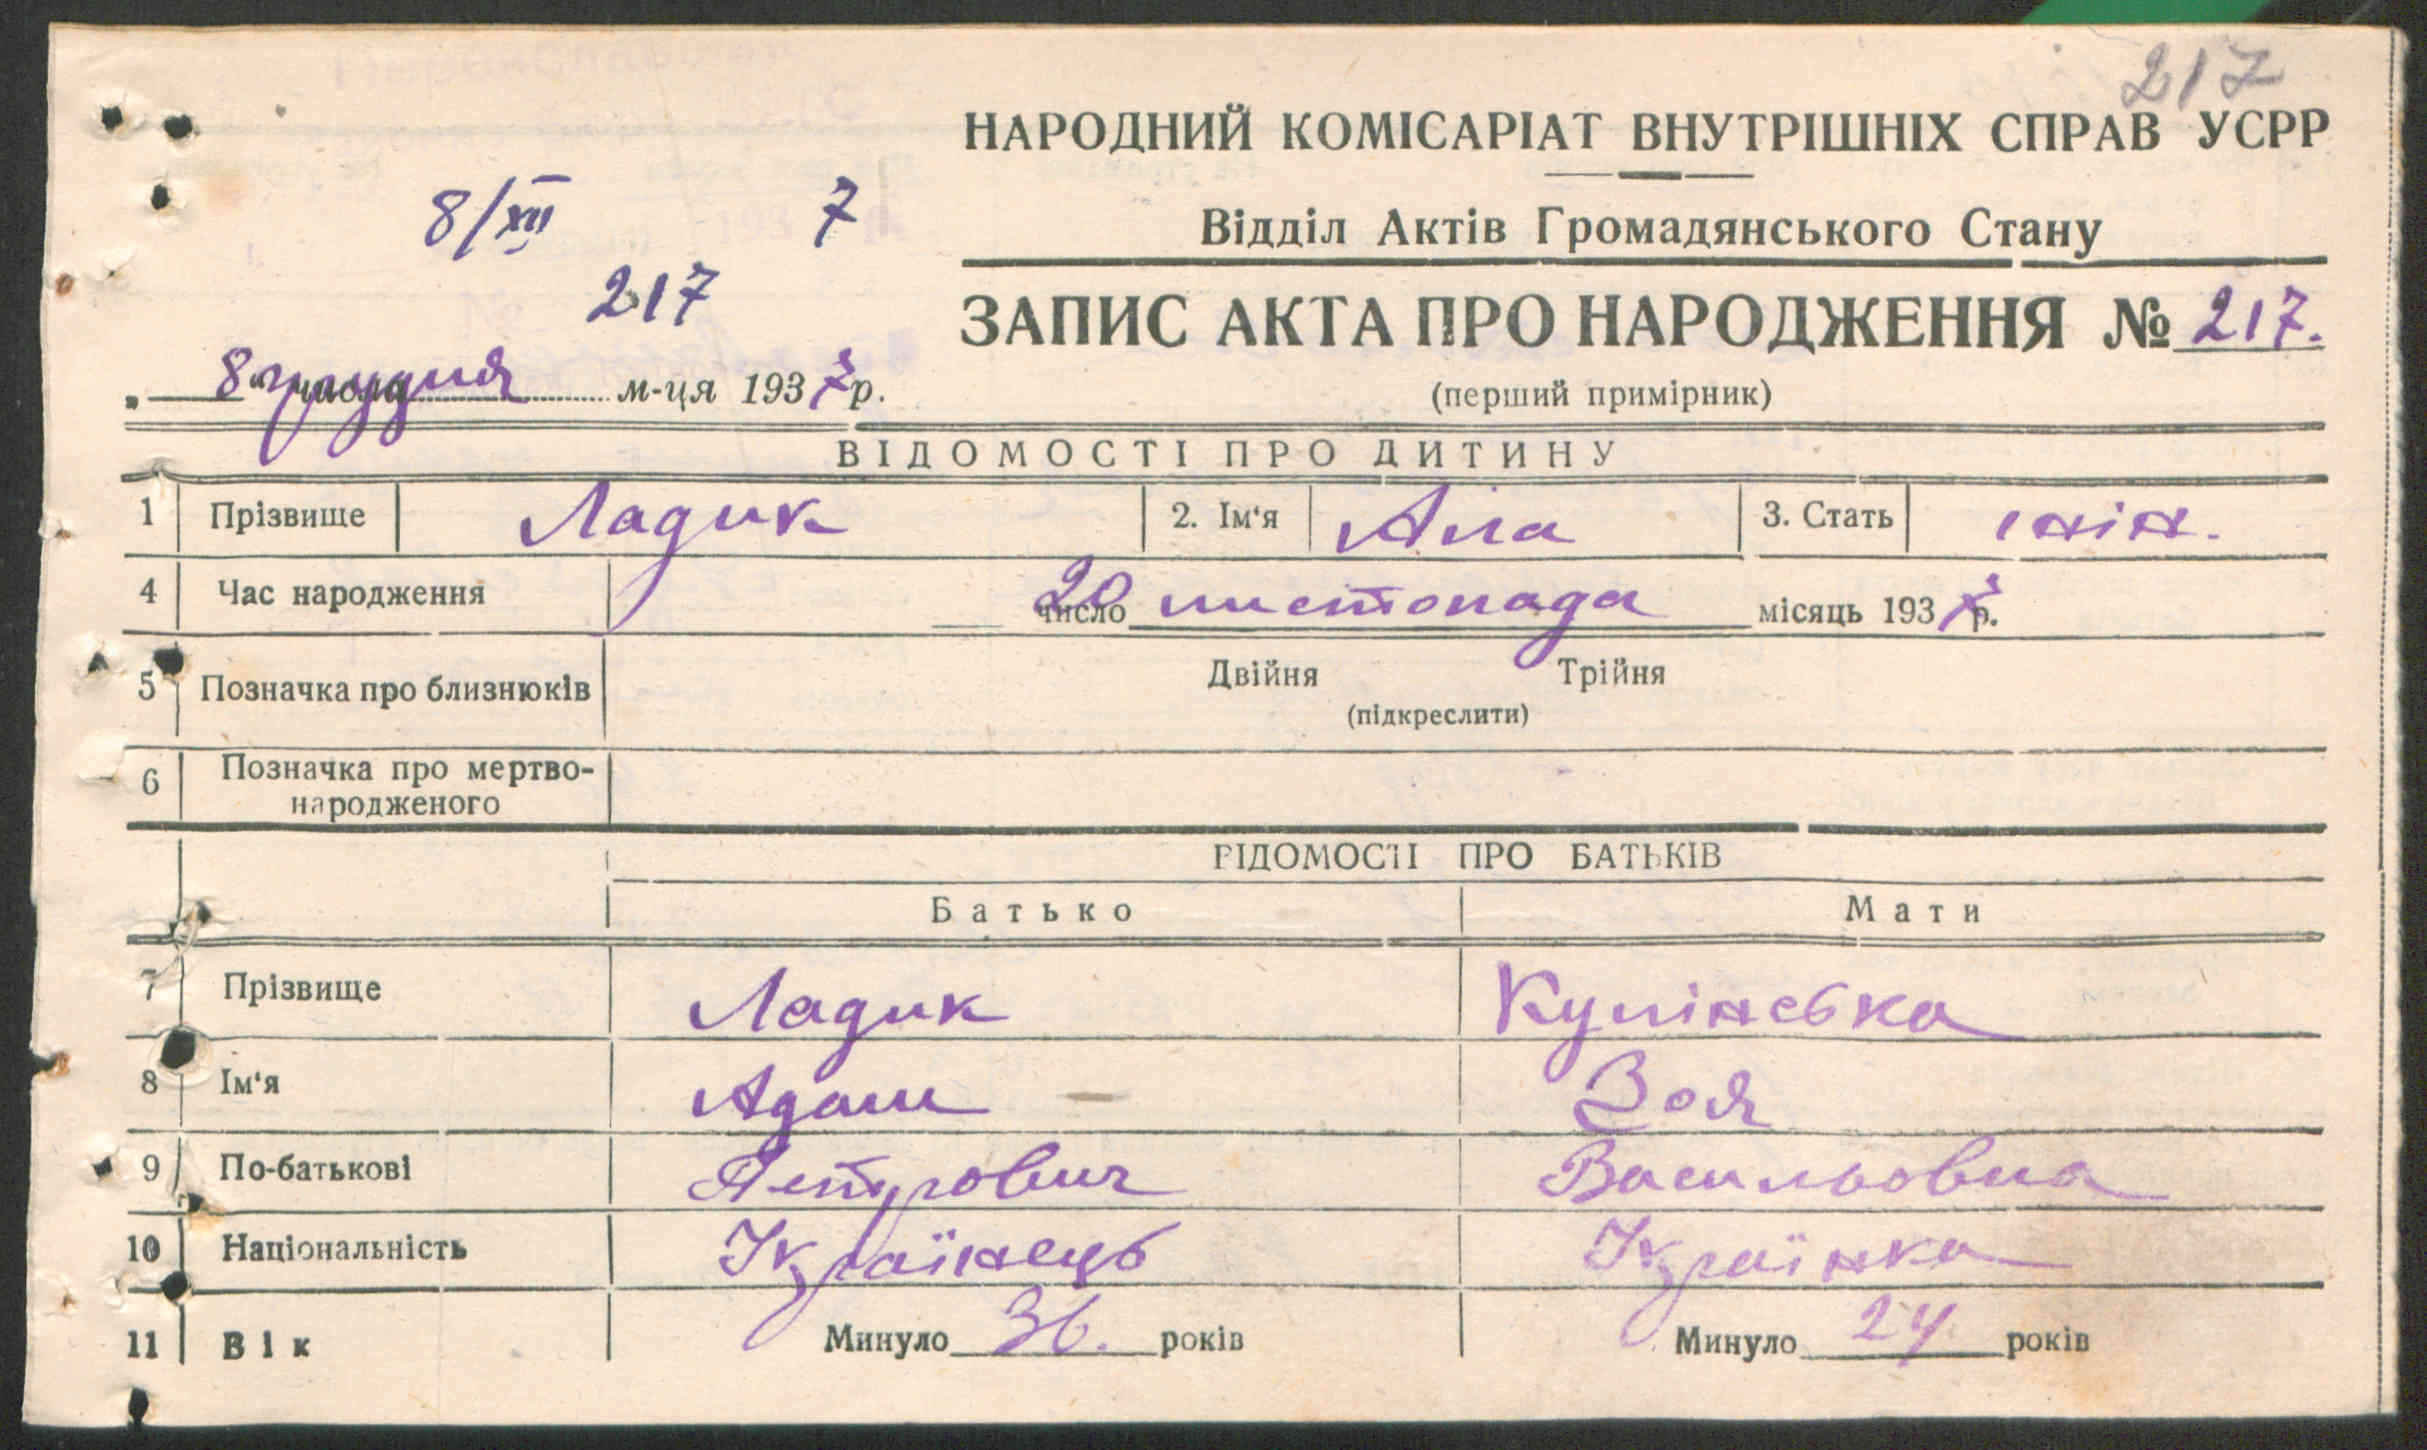 217
НАРОДНИЙ КОМІСАРІАТ ВНУТРІШНІХ СПРАВ УСРР
8/XII 7
Відділ Актів Громадянського Стану
217
ЗАПИС АКТА ПРО НАРОДЖЕННЯ № 217.
„ 8 “ числа грудня м-ця 1937 р.
(перший примірник)
ВІДОМОСТІ ПРО ДИТИНУ
1 Прізвище Ладик 2. Ім‘я Ала 3. Стать жін.
4 Час народження 20 число листопада місяць 1937 р.
5 Позначка про близнюків Двійня Трійня
(підкреслити)
6 Позначка про мертво-
народженого
ВІДОМОСТІ ПРО БАТЬКІВ
Батько Мати
7 Прізвище Ладик Кулінська
8 Ім‘я Адам Зоя
9 По-батькові Петрович Васильовна
10 Національність Українець Українка
11 Вік Минуло 36. років Минуло 24 років